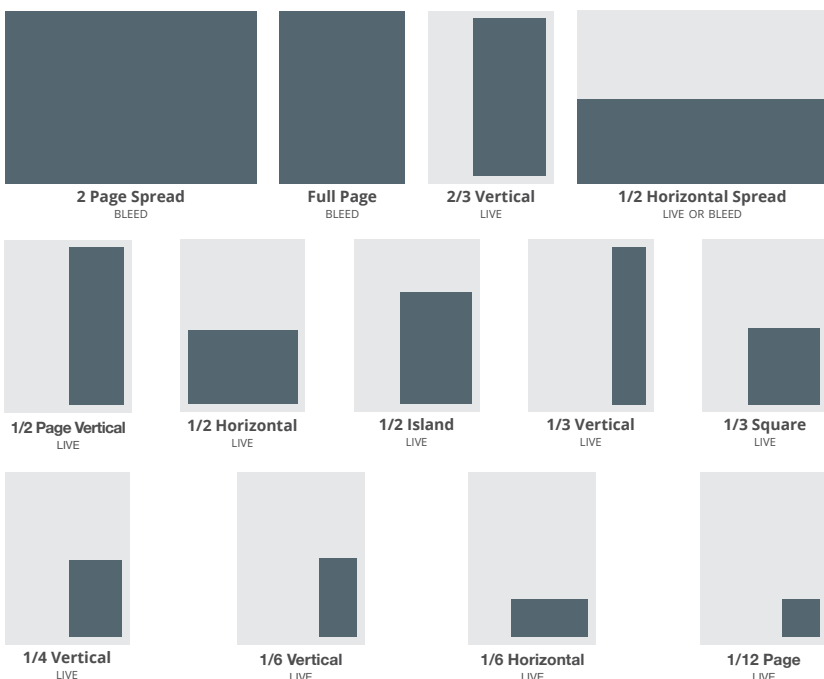 2 Page Spread
BLEED
Full Page
BLEED
2/3 Vertical
LIVE
1/2 Horizontal Spread
LIVE OR BLEED
1/2 Page Vertical
LIVE
1/2 Horizontal
LIVE
1/2 Island
LIVE
1/3 Vertical
LIVE
1/3 Square
LIVE
1/4 Vertical
LIVE
1/6 Vertical
LIVE
1/6 Horizontal
LIVE
1/12 Page
LIVE